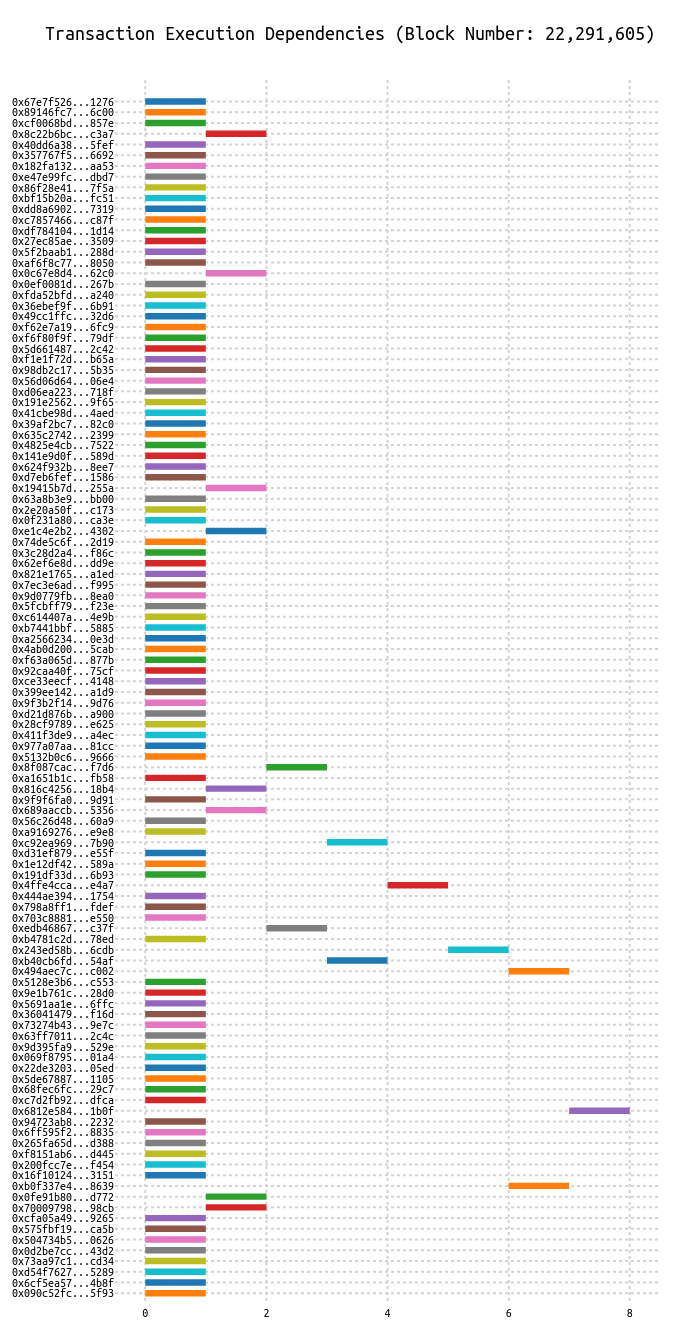 Transaction Execution Dependencies (Block Number: 22,291,605)
0x67e7f526...1276
0x89146fc7...6c00
0xcf0068bd...857e
0x8c22b6bc...c3a7
0x40dd6a38...5fef
0x357767f5...6692
0x182fa132...aa53
0xe47e99fc...dbd7
0x86f28e41...7f5a
0xbf15b20a...fc51
0xdd8a6902...7319
0xc7857466...c87f
0xdf784104...1d14
0x27ec85ae...3509
0x5f2baab1...288d
0xaf6f8c77...8050
0x0c67e8d4...62c0
0x0ef0081d...267b
0xfda52bfd...a240
0x36ebef9f...6b91
0x49cc1ffc...32d6
0xf62e7a19...6fc9
0xf6f80f9f...79df
0x5d661487...2c42
0xf1e1f72d...b65a
0x98db2c17...5b35
0x56d06d64...06e4
0xd06ea223...718f
0x191e2562...9f65
0x41cbe98d...4aed
0x39af2bc7...82c0
0x635c2742...2399
0x4825e4cb...7522
0x141e9d0f...589d
0x624f932b...8ee7
0xd7eb6fef...1586
0x19415b7d...255a
0x63a8b3e9...bb00
0x2e20a50f...c173
0x0f231a80...ca3e
0xe1c4e2b2...4302
0x74de5c6f...2d19
0x3c28d2a4...f86c
0x62ef6e8d...dd9e
0x821e1765...a1ed
0x7ec3e6ad...f995
0x9d0779fb...8ea0
0x5fcbff79...f23e
0xc614407a...4e9b
0xb7441bbf...5885
0xa2566234...0e3d
0x4ab0d200...5cab
0xf63a065d...877b
0x92caa40f...75cf
0xce33eecf...4148
0x399ee142...a1d9
0x9f3b2f14...9d76
0xd21d876b...a900
0x28cf9789...e625
0x411f3de9...a4ec
0x977a07aa...81cc
0x5132b0c6...9666
0x8f087cac...f7d6
0xa1651b1c...fb58
0x816c4256...18b4
0x9f9f6fa0...9d91
0x689aaccb...5356
0x56c26d48...60a9
0xa9169276...e9e8
0xc92ea969...7b90
0xd31ef879...e55f
0x1e12df42...589a
0x191df33d...6b93
0x4ffe4cca...e4a7
0x444ae394...1754
0x798a8ff1...fdef
0x703c8881...e550
0xedb46867...c37f
0xb4781c2d...78ed
0x243ed58b...6cdb
0xb40cb6fd...54af
0x494aec7c...c002
0x5128e3b6...c553
0x9e1b761c...28d0
0x5691aa1e...6ffc
0x36041479...f16d
0x73274b43...9e7c
0x63ff7011...2c4c
0x9d395fa9...529e
0x069f8795...01a4
0x22de3203...05ed
0x5de67887...1105
0x68fec6fc...29c7
0xc7d2fb92...dfca
0x6812e584...1b0f
0x94723ab8...2232
0x6ff595f2...8835
0x265fa65d...d388
0xf8151ab6...d445
0x200fcc7e...f454
0x16f10124...3151
0xb0f337e4...8639
0x0fe91b80...d772
0x70009798...98cb
0xcfa05a49...9265
0x575fbf19...ca5b
0x504734b5...0626
0x0d2be7cc...43d2
0x73aa97c1...cd34
0xd54f7627...5289
0x6cf5ea57...4b8f
0x090c52fc...5f93
0 2 4 6 8